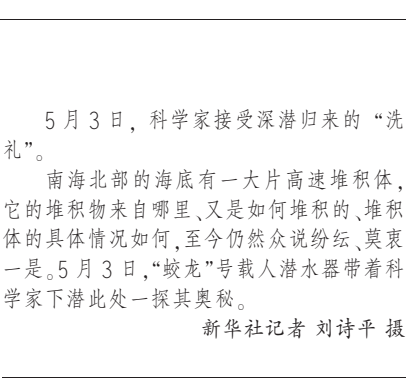 5月3日，科学家接受深潜归来的“洗
礼”。
南海北部的海底有一大片高速堆积体，
它的堆积物来自哪里、又是如何堆积的、堆积
体的具体情况如何，至今仍然众说纷纭、莫衷
一是。5月3日，“蛟龙”号载人潜水器带着科
学家下潜此处一探其奥秘。
新华社记者 刘诗平 摄